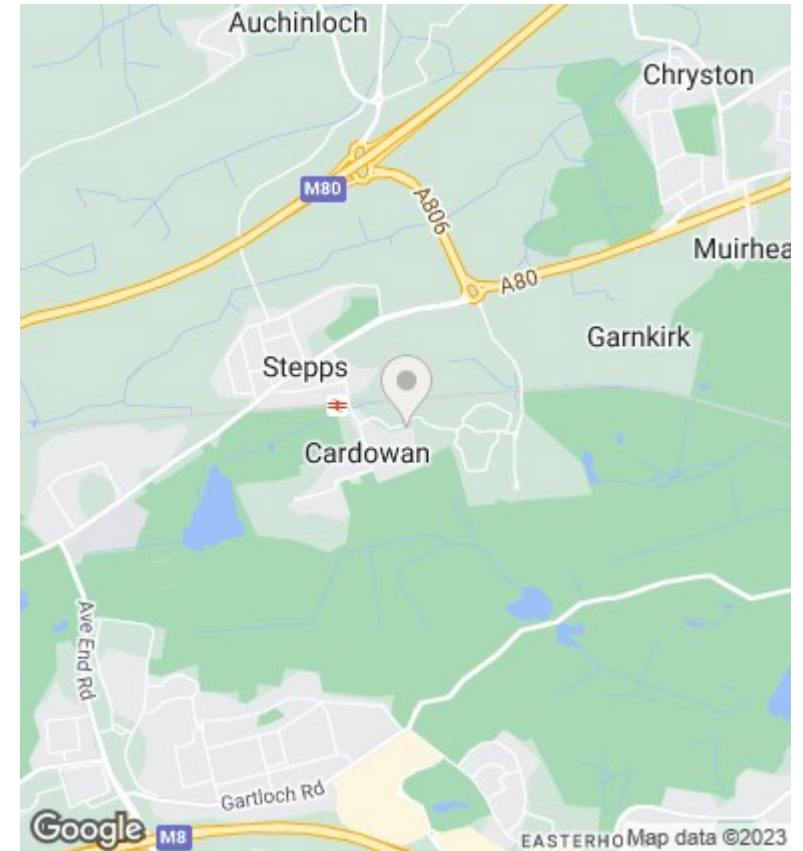 Auchinloch
Chryston
M80
A806
Muirhea
A80
Garnkirk
Stepps
Cardowan
Ave End Rd
Gartloch Rd
Google
M8
EASTERHO
Map data ©2023